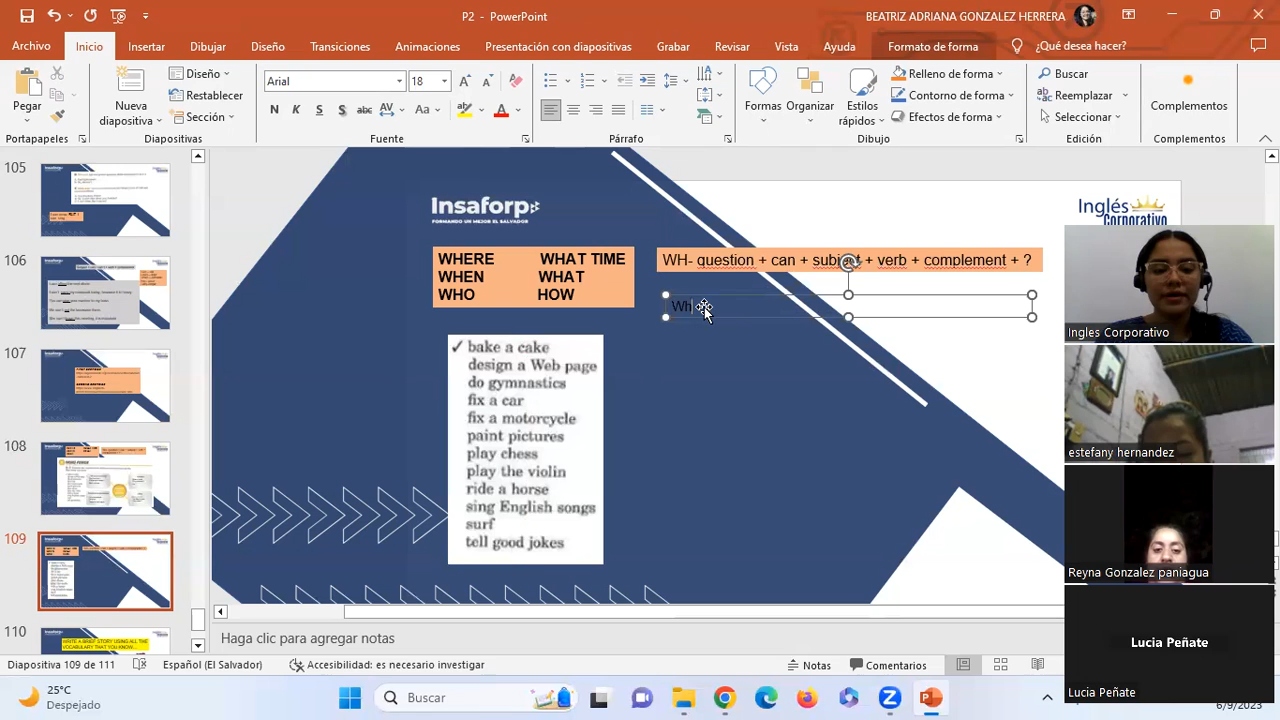 P2 - PowerPoint
BEATRIZ ADRIANA GONZALEZ HERRERA
Archivo Inicio Insertar Dibujar Diseño Transiciones Animaciones Presentación con diapositivas Grabar Revisar Vista Ayuda Formato de forma ¿Qué desea hacer?
Pegar
Portapapeles
Nueva diapositiva
Diseño
Restablecer
Sección
Diapositivas
Arial 18
N K S S abc AV Aa
Fuente
Párrafo
Formas
Organizar
Estilos rápidos
Relleno de forma
Contorno de forma
Efectos de forma
Dibujo
Buscar
Reemplazar
Seleccionar
Edición
Complementos
Complementos
105
106
107
108
109
110
Insaforp
FORMANDO UN MEJOR EL SALVADOR
Inglés
Corporativo
WHERE WHAT TIME
WHEN WHAT
WHO HOW
WH- question + can + subject + verb + complement + ?
Wh
✓ bake a cake
design a Web page
do gymnastics
fix a car
fix a motorcycle
paint pictures
play chess
play the violin
ride a horse
sing English songs
surf
tell good jokes
Ingles Corporativo
estefany hernandez
Reyna Gonzalez paniagua
Lucia Peñate
Lucia Peñate
Haga clic para agregar notas
Diapositiva 109 de 111 Español (El Salvador) Accesibilidad: es necesario investigar Notas Comentarios
25°C
Despejado
Buscar
6/9/2023